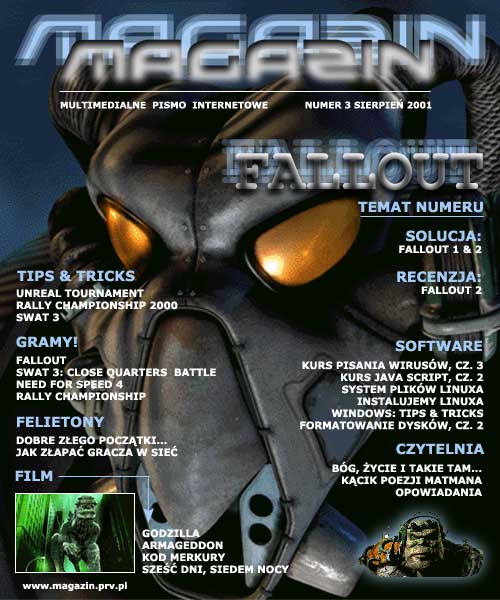 MAGAZIN
MULTIMEDIALNE PISMO INTERNETOWE
NUMER 3 SIERPIEŃ 2001
FALLOUT
TEMAT NUMERU
SOLUCJA:
FALLOUT 1 & 2
RECENZJA:
FALLOUT 2
TIPS & TRICKS
UNREAL TOURNAMENT
RALLY CHAMPIONSHIP 2000
SWAT 3
GRAMY!
FALLOUT
SWAT 3: CLOSE QUARTERS BATTLE
NEED FOR SPEED 4
RALLY CHAMPIONSHIP
FELIETONY
DOBRE ZŁEGO POCZĄTKI...
JAK ZŁAPAĆ GRACZA W SIEĆ
FILM
GODZILLA
ARMAGEDDON
KOD MERKURY
SZEŚĆ DNI, SIEDEM NOCY
SOFTWARE
KURS PISANIA WIRUSÓW, CZ. 3
KURS JAVA SCRIPT, CZ. 2
SYSTEM PLIKÓW LINUXA
INSTALUJEMY LINUXA
WINDOWS: TIPS & TRICKS
FORMATOWANIE DYSKÓW, CZ. 2
CZYTELNIA
BÓG, ŻYCIE I TAKIE TAM...
KĄCIK POEZJI MATMANA
OPOWIADANIA
www.magazin.prv.pl